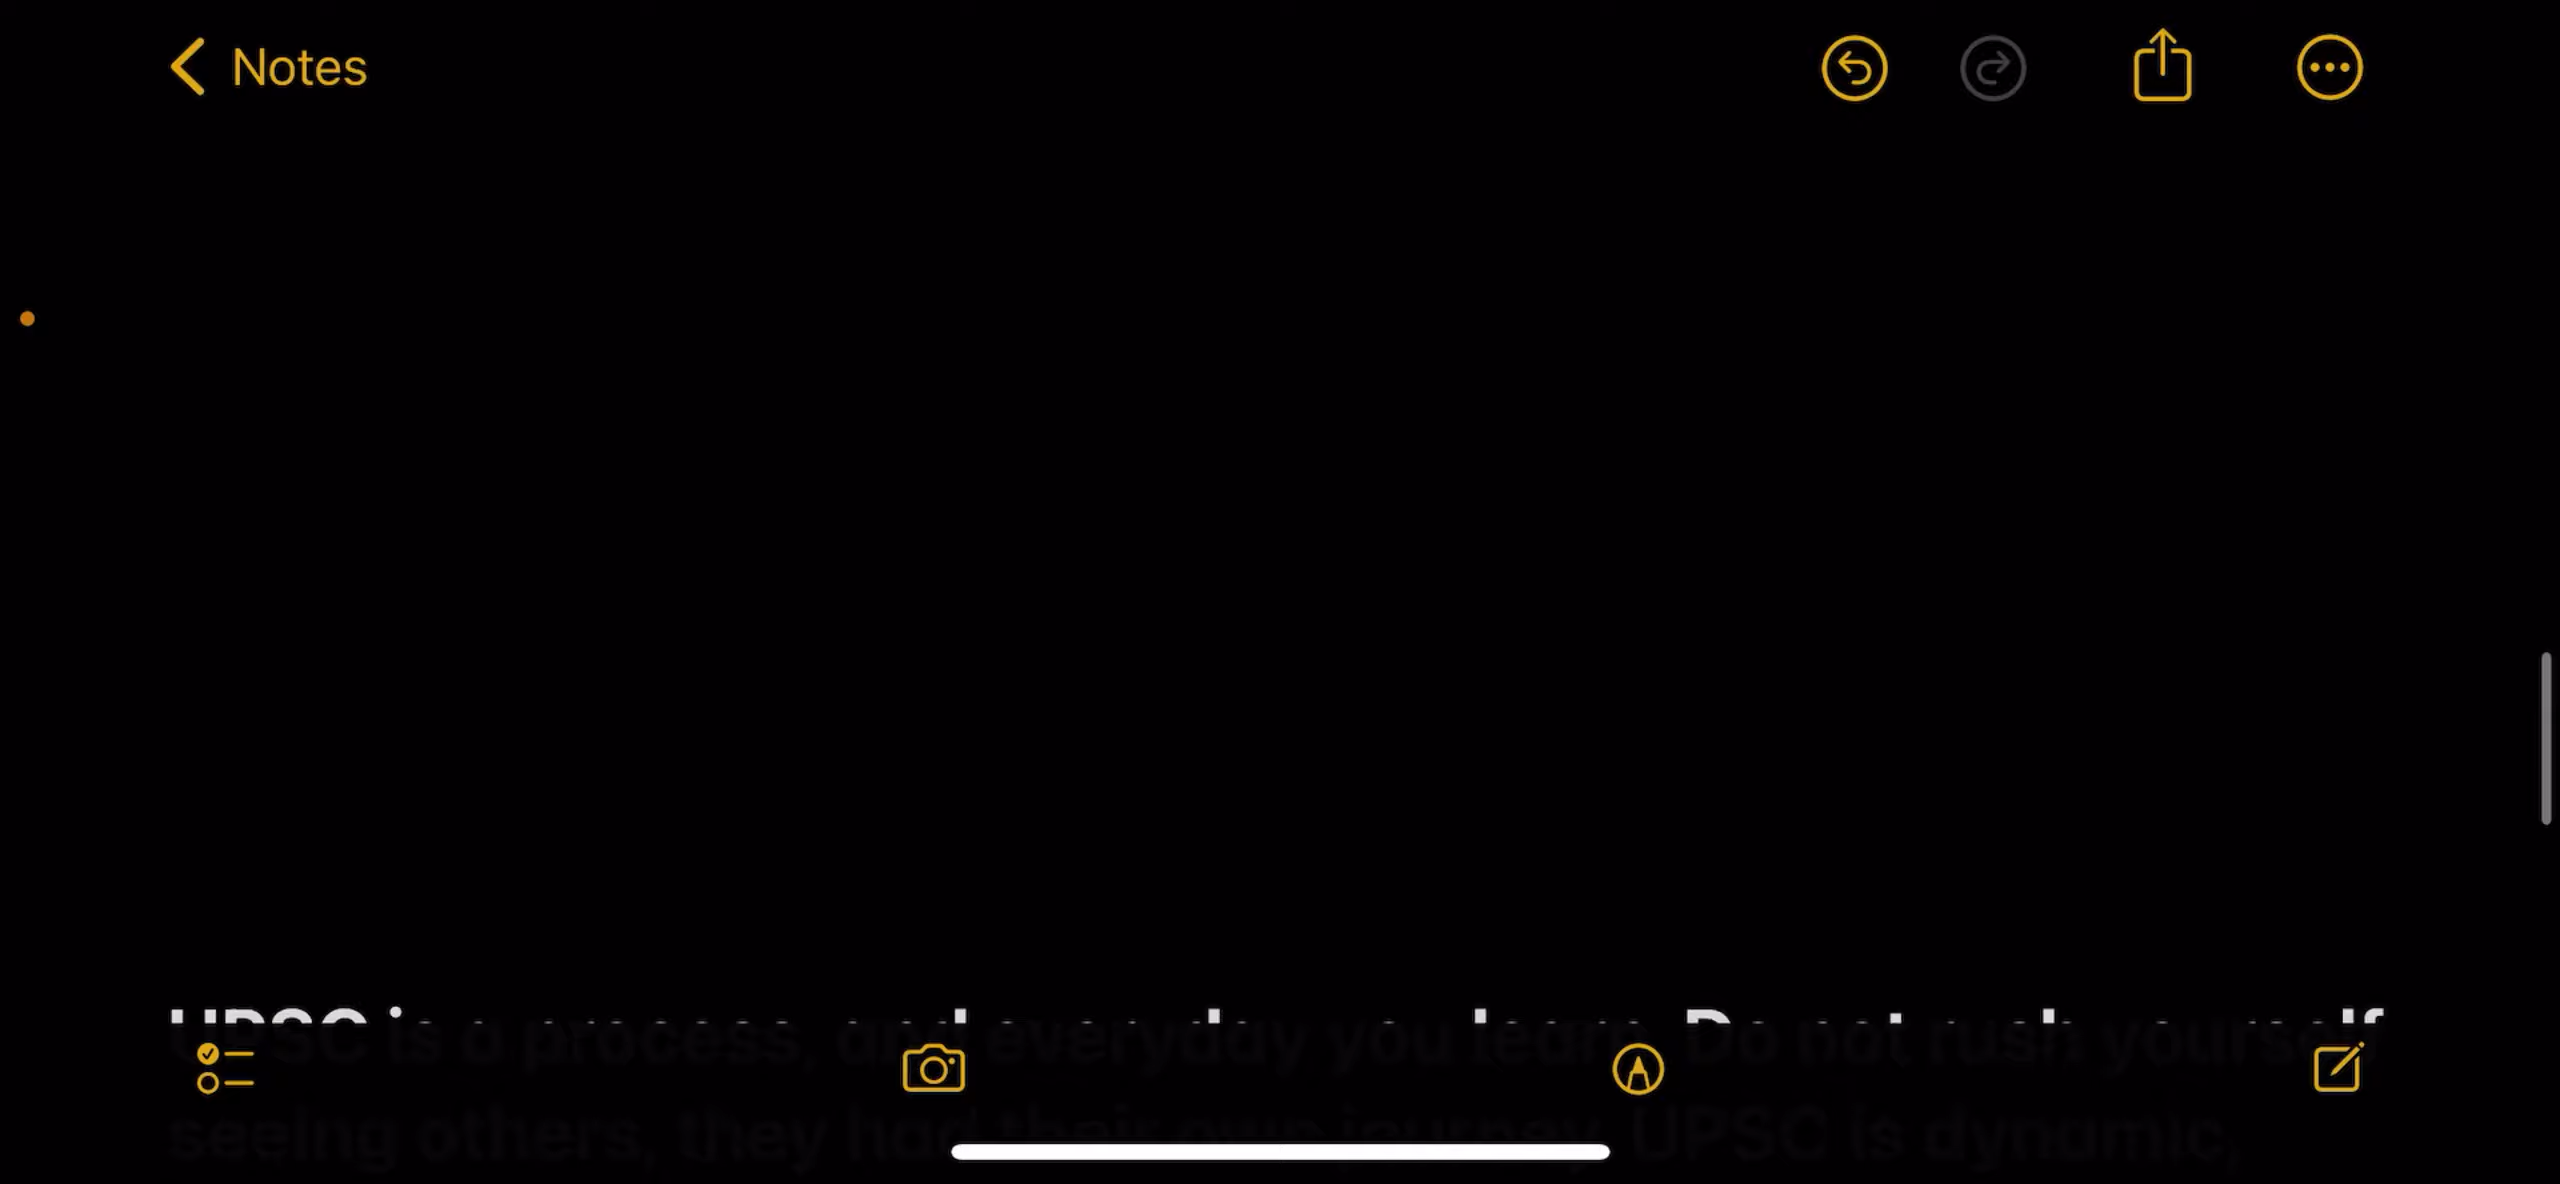 Notes
UPSC is a process, and everyday you learn. Do not rush yourself
seeing others, they had their own journey. UPSC is dynamic,